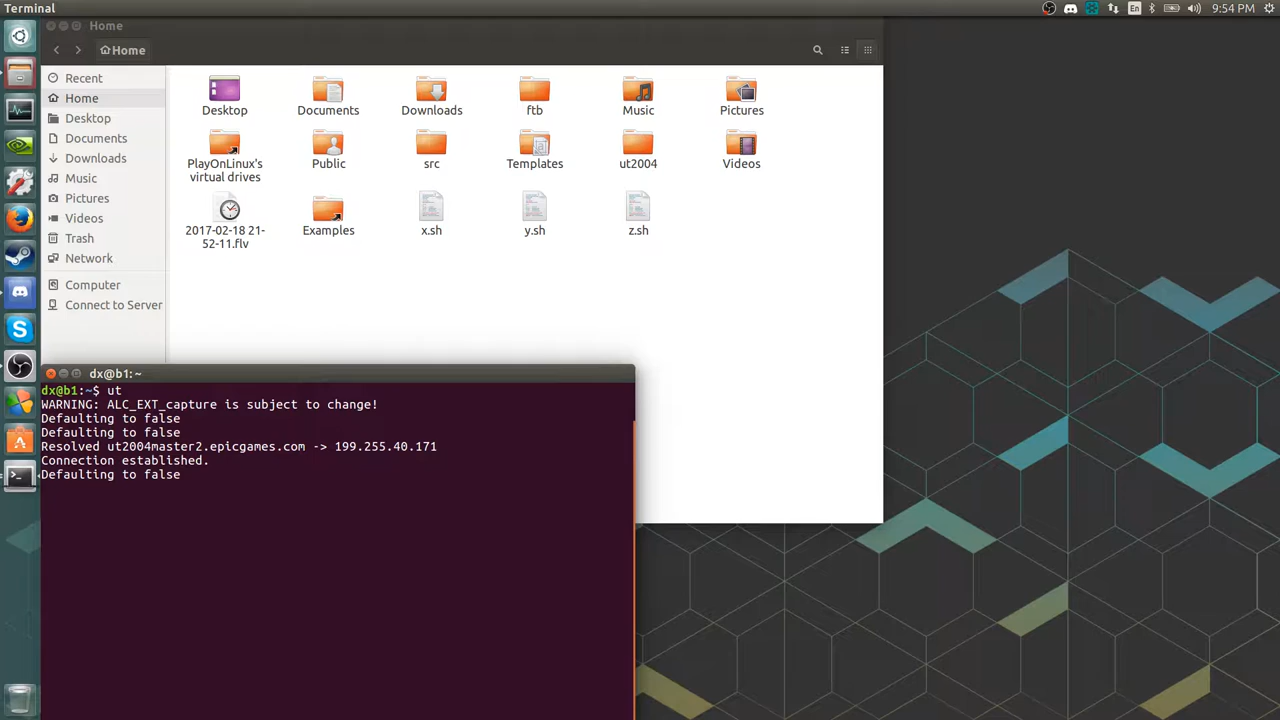 Terminal
En
9:54 PM
Home
Home
Recent
Home
Desktop
Documents
Downloads
Music
Pictures
Videos
Trash
Network
Computer
Connect to Server
Desktop
Documents
Downloads
ftb
Music
Pictures
PlayOnLinux's
virtual drives
Public
src
Templates
ut2004
Videos
2017-02-18 21-
52-11.flv
Examples
x.sh
y.sh
z.sh
dx@b1:~
dx@b1:~$ ut
WARNING: ALC_EXT_capture is subject to change!
Defaulting to false
Defaulting to false
Resolved ut2004master2.epicgames.com -> 199.255.40.171
Connection established.
Defaulting to false